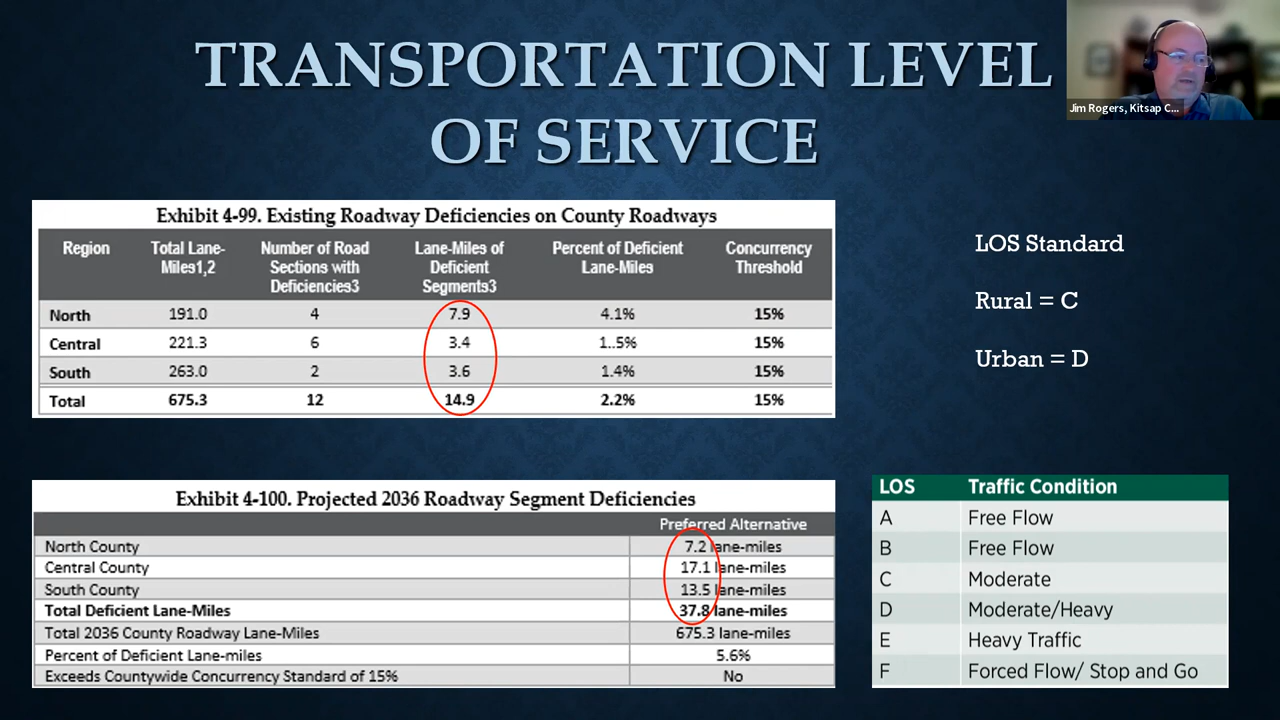 TRANSPORTATION LEVEL
OF SERVICE
Jim Rogers, Kitsap C...
Exhibit 4-99. Existing Roadway Deficiencies on County Roadways
Region Total Lane-Miles1,2 Number of Road Sections with Deficiencies3 Lane-Miles of Deficient Segments3 Percent of Deficient Lane-Miles Concurrency Threshold
North 191.0 4 7.9 4.1% 15%
Central 221.3 6 3.4 1..5% 15%
South 263.0 2 3.6 1.4% 15%
Total 675.3 12 14.9 2.2% 15%
LOS Standard
Rural = C
Urban = D
Exhibit 4-100. Projected 2036 Roadway Segment Deficiencies
Preferred Alternative
North County 7.2 lane-miles
Central County 17.1 lane-miles
South County 13.5 lane-miles
Total Deficient Lane-Miles 37.8 lane-miles
Total 2036 County Roadway Lane-Miles 675.3 lane-miles
Percent of Deficient Lane-miles 5.6%
Exceeds Countywide Concurrency Standard of 15% No
LOS Traffic Condition
A Free Flow
B Free Flow
C Moderate
D Moderate/Heavy
E Heavy Traffic
F Forced Flow/ Stop and Go